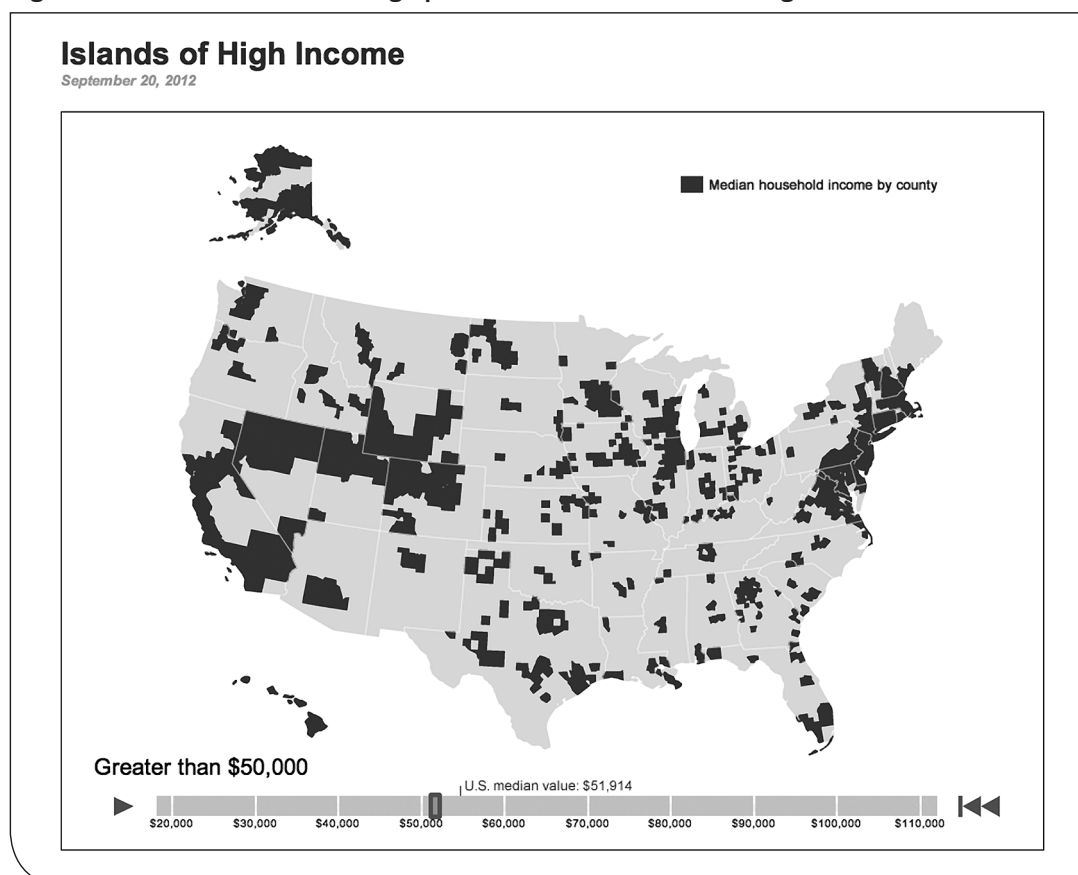 Islands of High Income
September 20, 2012
Median household income by county
Greater than $50,000
U.S. median value: $51,914
$20,000 $30,000 $40,000 $50,000 $60,000 $70,000 $80,000 $90,000 $100,000 $110,000